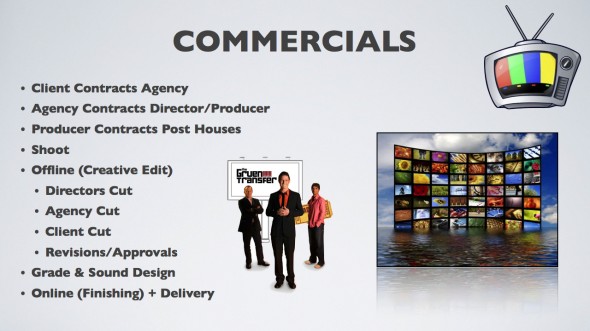 COMMERCIALS
• Client Contracts Agency
• Agency Contracts Director/Producer
• Producer Contracts Post Houses
• Shoot
• Offline (Creative Edit)
• Directors Cut
• Agency Cut
• Client Cut
• Revisions/Approvals
• Grade & Sound Design
• Online (Finishing) + Delivery
the
Gruen
Transfer